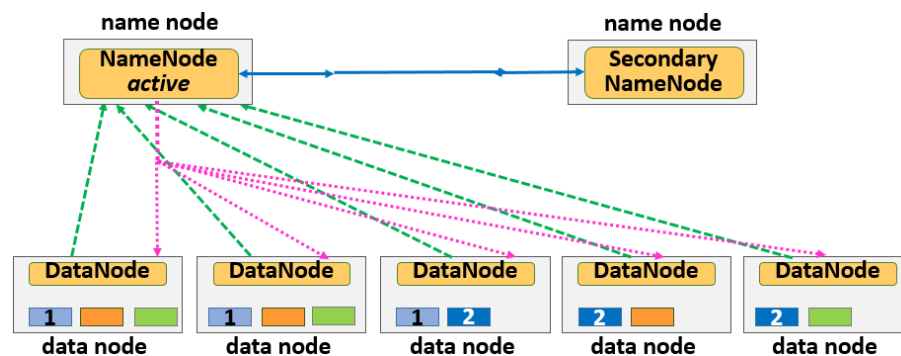 name node
name node
NameNode
active
Secondary
NameNode
DataNode
DataNode
DataNode
DataNode
DataNode
1
1
1 2
2
2
data node
data node
data node
data node
data node